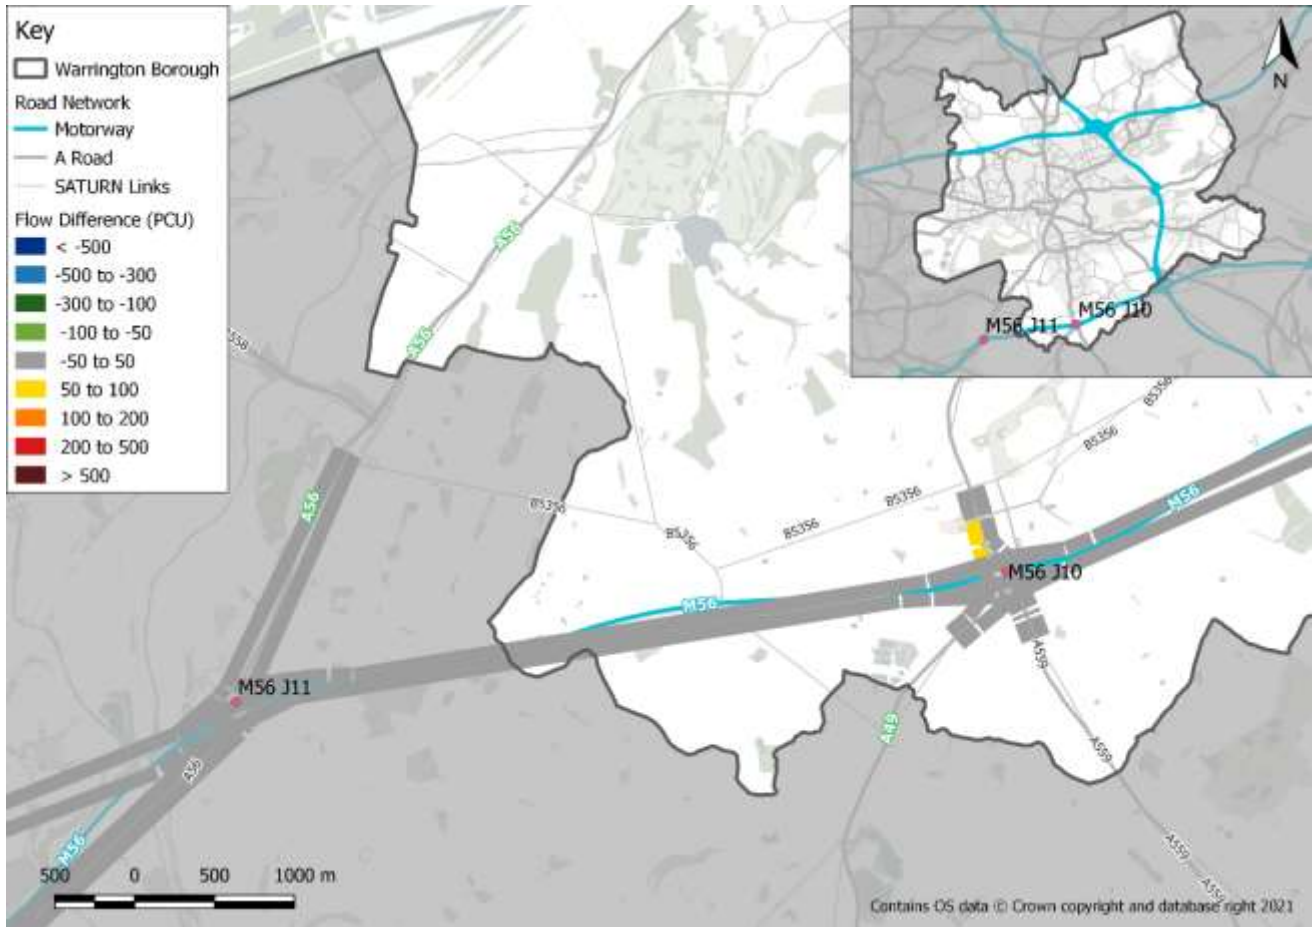 Key
Warrington Borough
Road Network
Motorway
A Road
SATURN Links
Flow Difference (PCU)
< -500
-500 to -300
-300 to -100
-100 to -50
-50 to 50
50 to 100
100 to 200
200 to 500
> 500
N
M56 J11
M56 J10
A56
A56
A56
B5356
B5356
B5356
B5356
B5356
B5356
M56
M56
M56 J10
M56 J11
A559
A49
A559
A559
A559
A56
M56
500 0 500 1000 m
Contains OS data © Crown copyright and database right 2021